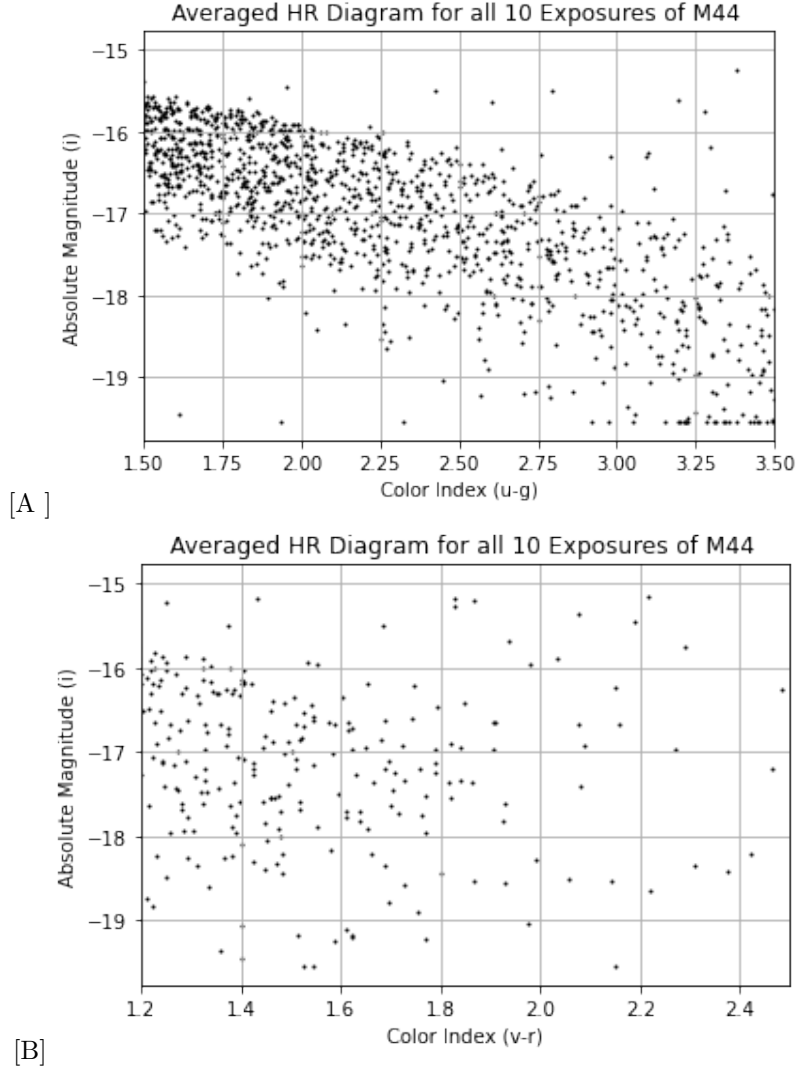 Averaged HR Diagram for all 10 Exposures of M44
−15
−16
−17
−18
−19
Absolute Magnitude (i)
1.50 1.75 2.00 2.25 2.50 2.75 3.00 3.25 3.50
Color Index (u-g)
[A ]
Averaged HR Diagram for all 10 Exposures of M44
−15
−16
−17
−18
−19
Absolute Magnitude (i)
1.2 1.4 1.6 1.8 2.0 2.2 2.4
Color Index (v-r)
[B]